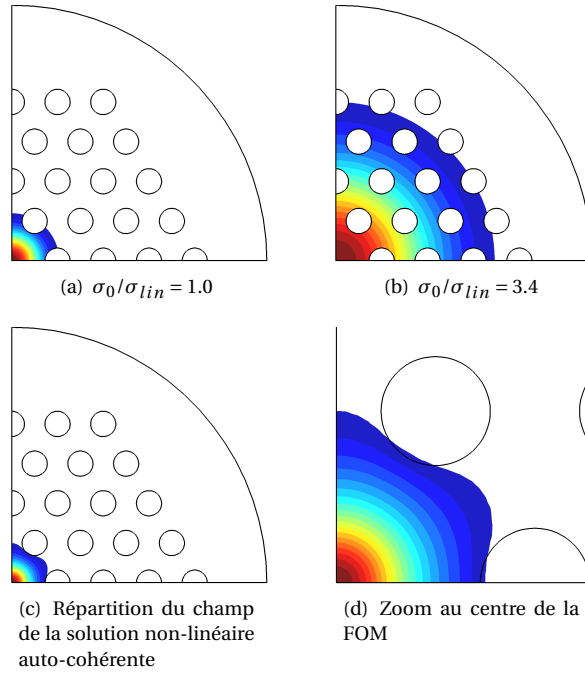 (a) σ0/σlin = 1.0
(b) σ0/σlin = 3.4
(c) Répartition du champ
de la solution non-linéaire
auto-cohérente
(d) Zoom au centre de la
FOM